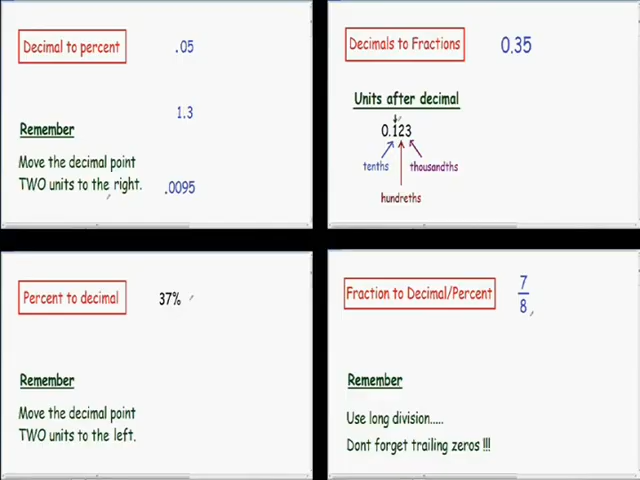 Decimal to percent
.05
1.3
Remember
Move the decimal point
TWO units to the right.
.0095
Decimals to Fractions
0.35
Units after decimal
0.123
tenths
thousandths
hundreths
Percent to decimal
37%
Remember
Move the decimal point
TWO units to the left.
Fraction to Decimal/Percent
7
8
Remember
Use long division.....
Dont forget trailing zeros !!!